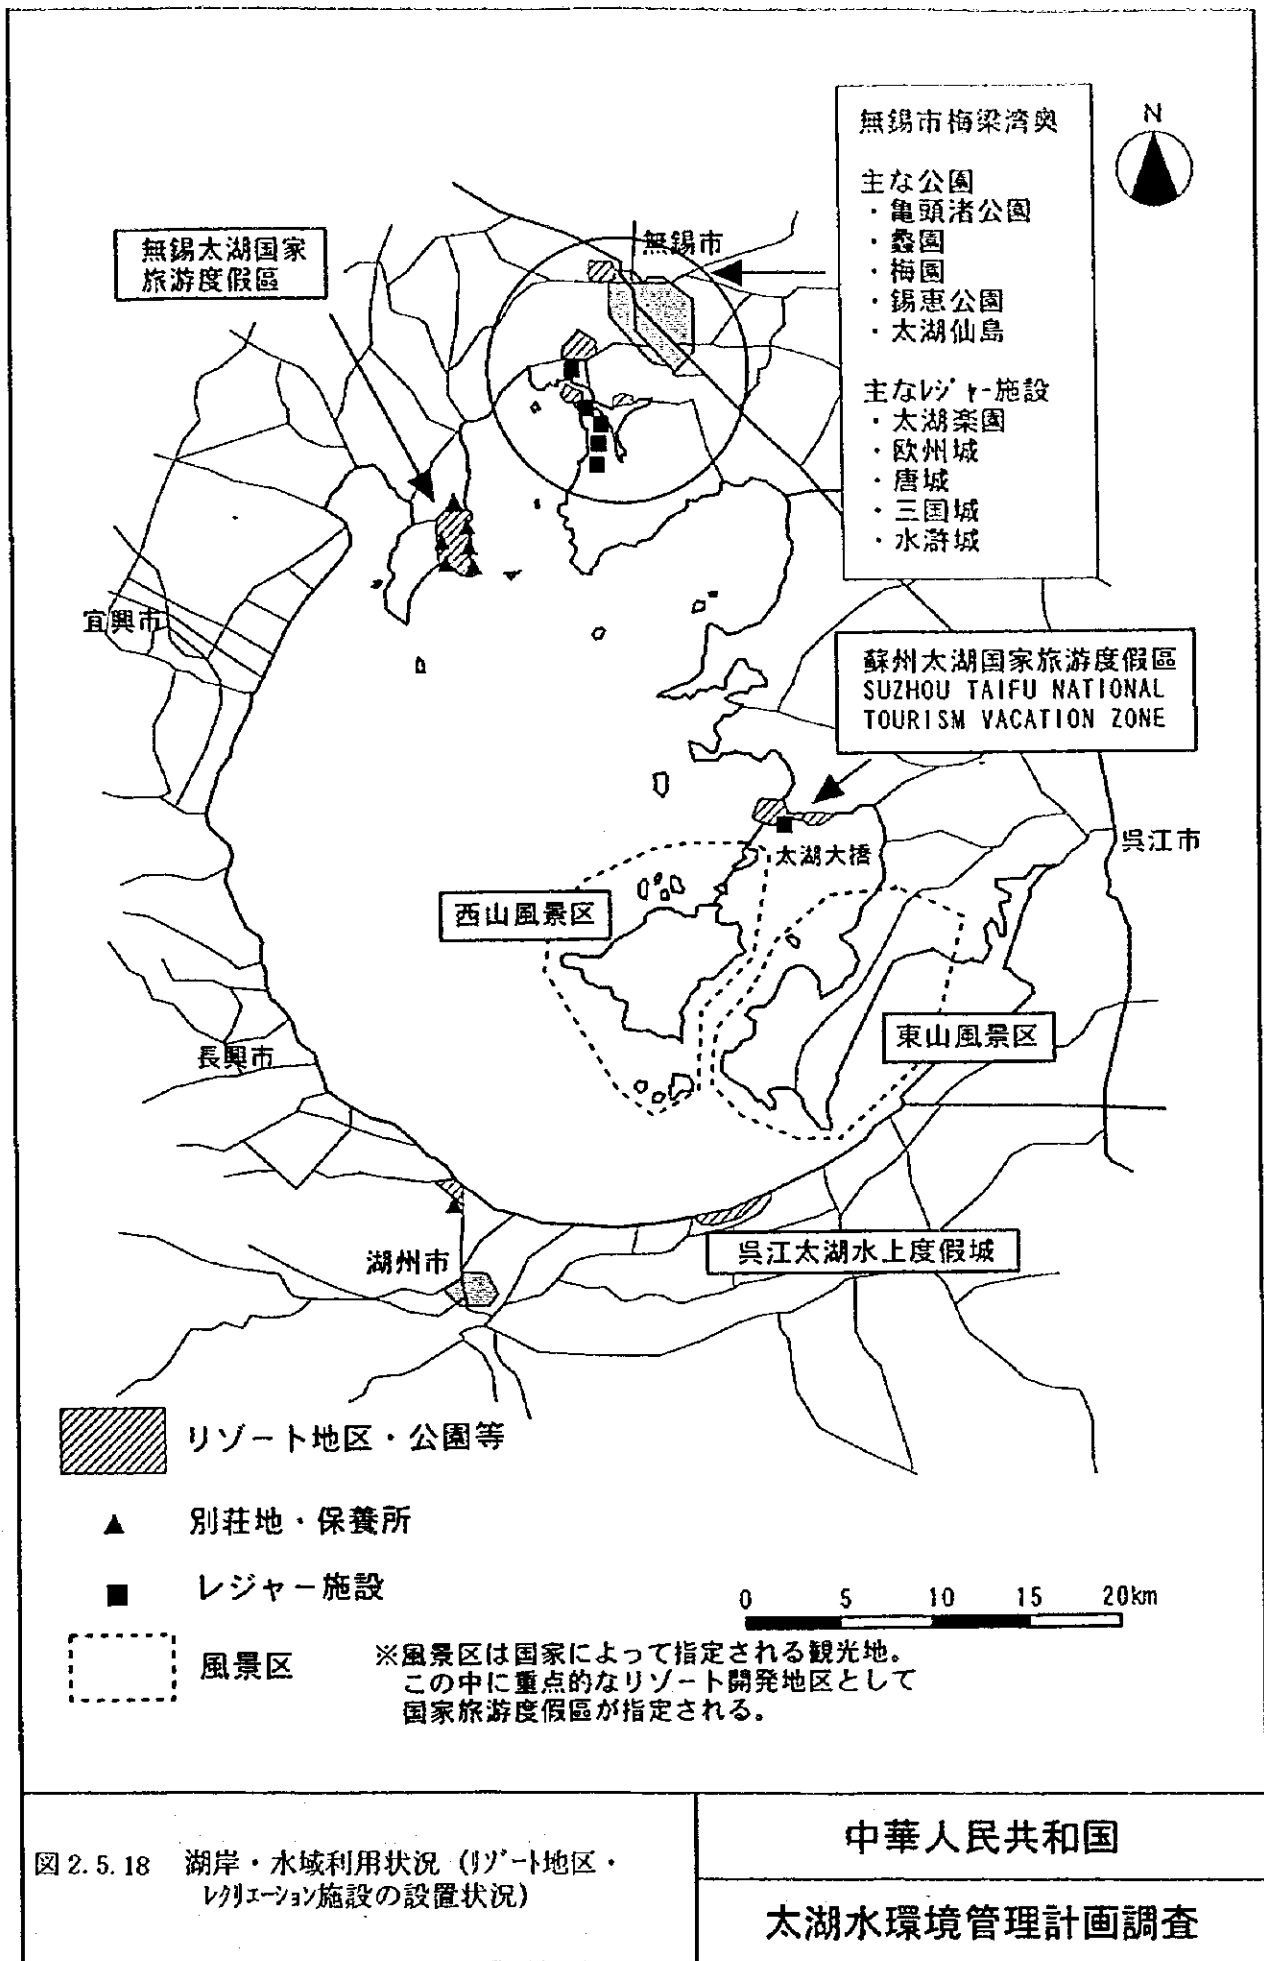 無錫市梅梁湾奥
主な公園
・亀頭渚公園
・蠡園
・梅園
・錫恵公園
・太湖仙島
主なレジャー施設
・太湖楽園
・欧州城
・唐城
・三国城
・水滸城
N
無錫太湖国家
旅游度假區
無錫市
宜興市
蘇州太湖国家旅游度假區
SUZHOU TAIFU NATIONAL
TOURISM VACATION ZONE
呉江市
太湖大橋
西山風景区
東山風景区
長興市
湖州市
呉江太湖水上度假城
リゾート地区・公園等
別荘地・保養所
レジャー施設
風景区
0 5 10 15 20km
※風景区は国家によって指定される観光地。
この中に重点的なリゾート開発地区として
国家旅游度假區が指定される。
図2.5.18 湖岸・水域利用状況（リゾート地区・
レクリエーション施設の設置状況）
中華人民共和国
太湖水環境管理計画調査